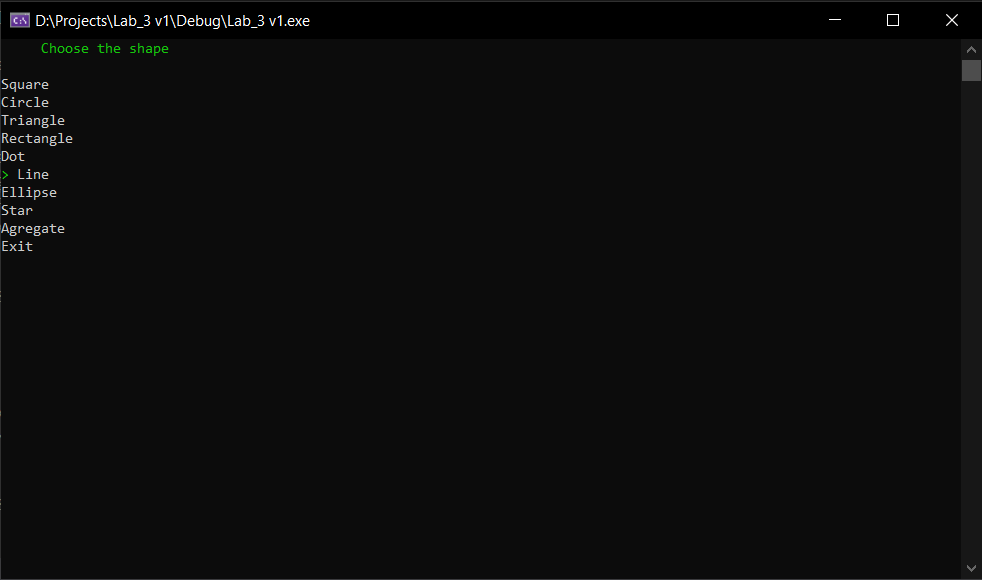 D:\Projects\Lab_3 v1\Debug\Lab_3 v1.exe
Choose the shape
Square
Circle
Triangle
Rectangle
Dot
> Line
Ellipse
Star
Agregate
Exit